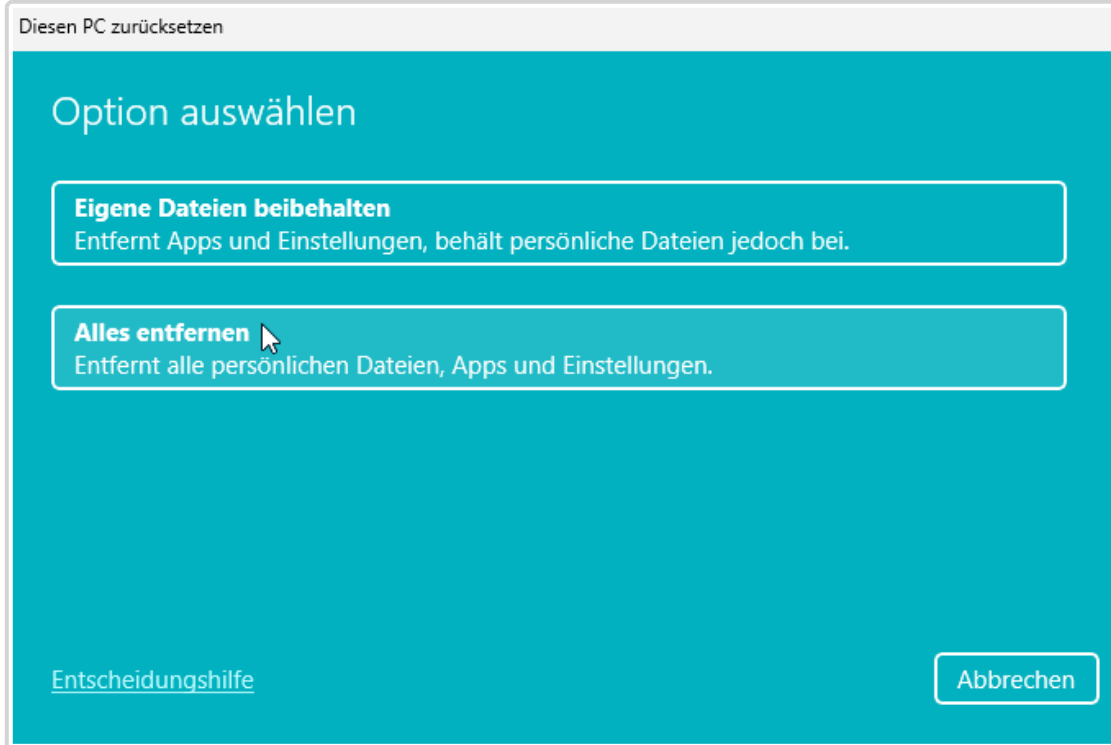 Diesen PC zurücksetzen
Option auswählen
Eigene Dateien beibehalten
Entfernt Apps und Einstellungen, behält persönliche Dateien jedoch bei.
Alles entfernen
Entfernt alle persönlichen Dateien, Apps und Einstellungen.
Entscheidungshilfe
Abbrechen